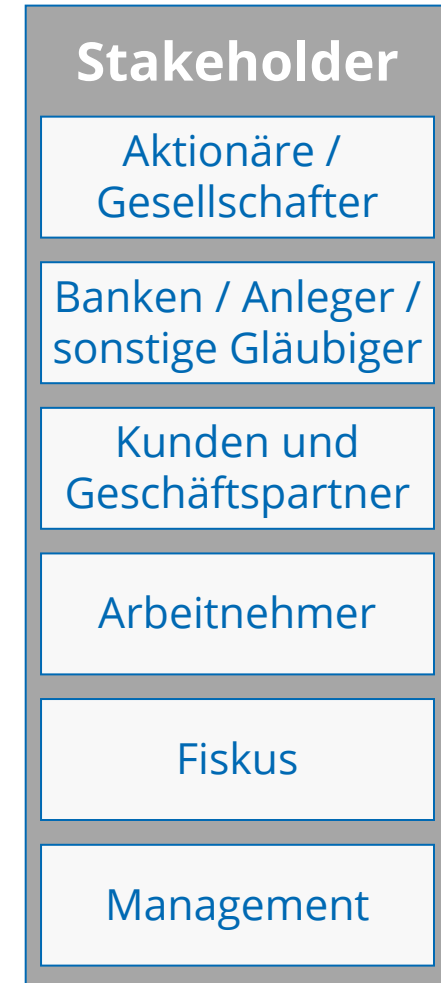 Stakeholder
Aktionäre /
Gesellschafter
Banken / Anleger /
sonstige Gläubiger
Kunden und
Geschäftspartner
Arbeitnehmer
Fiskus
Management